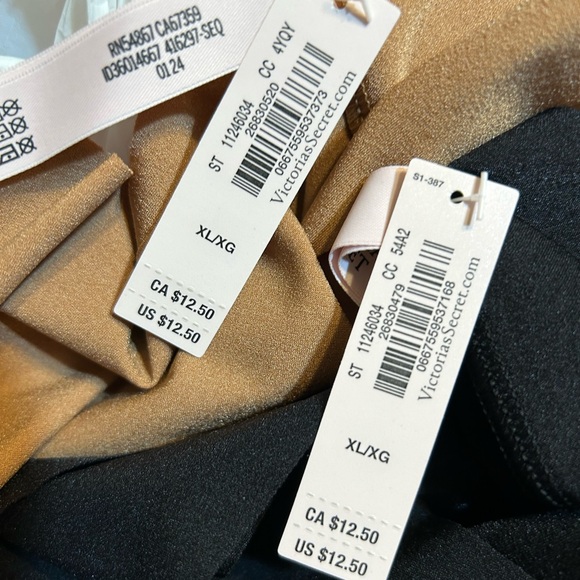 RN54867 CA67359
ID36014667 416297-SEQ
01 24
ST 11246034 CC 4YQY
26830520
0667559537373
VictoriasSecret.com
XL/XG
CA $12.50
US $12.50
S1-387
ST 11246034 CC 54A2
26830479
0667559537168
VictoriasSecret.com
XL/XG
CA $12.50
US $12.50